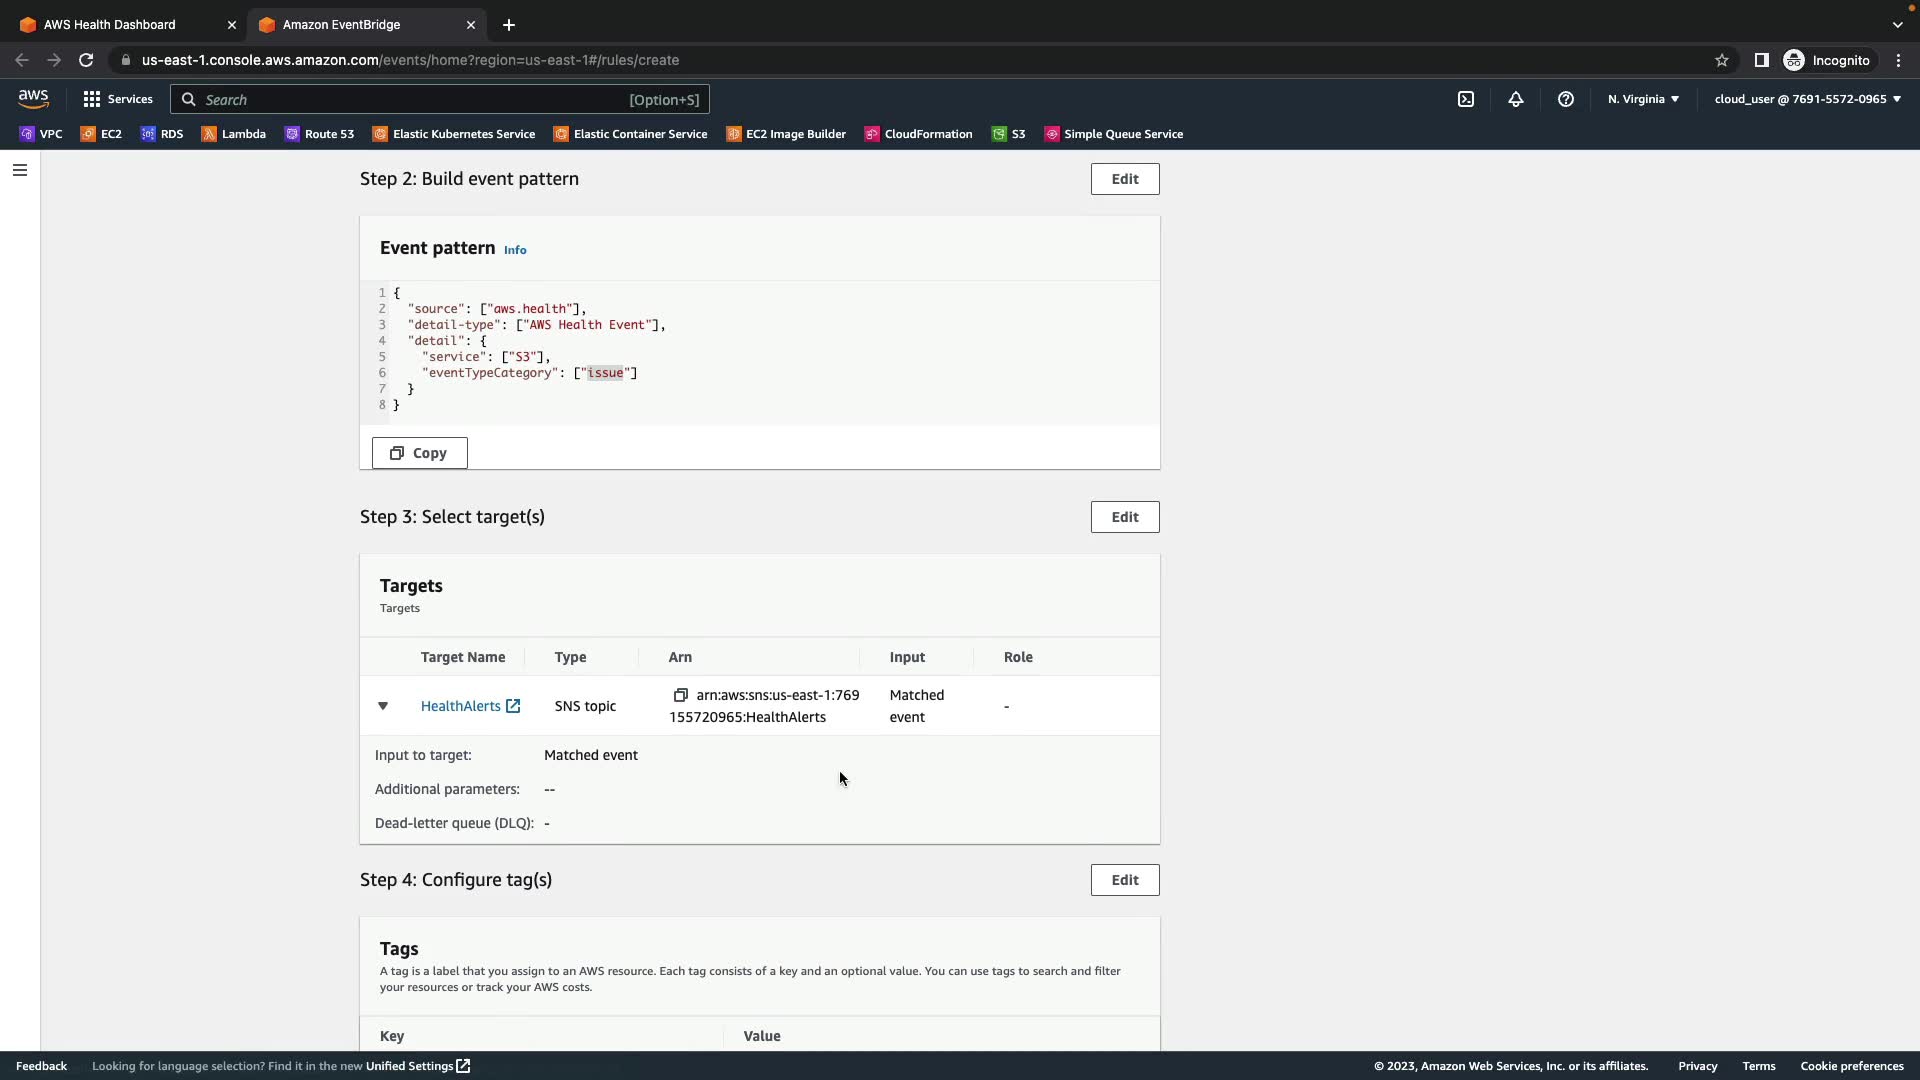 AWS Health Dashboard
Amazon EventBridge
us-east-1.console.aws.amazon.com/events/home?region=us-east-1#/rules/create
Incognito
aws
Services
Search
[Option+S]
N. Virginia
cloud_user @ 7691-5572-0965
VPC
EC2
RDS
Lambda
Route 53
Elastic Kubernetes Service
Elastic Container Service
EC2 Image Builder
CloudFormation
S3
Simple Queue Service
Step 2: Build event pattern
Edit
Event pattern Info
1 {
2 "source": ["aws.health"],
3 "detail-type": ["AWS Health Event"],
4 "detail": {
5 "service": ["S3"],
6 "eventTypeCategory": ["issue"]
7 }
8 }
Copy
Step 3: Select target(s)
Edit
Targets
Targets
Target Name Type Arn Input Role
HealthAlerts SNS topic arn:aws:sns:us-east-1:769 Matched -
155720965:HealthAlerts event
Input to target: Matched event
Additional parameters: --
Dead-letter queue (DLQ): -
Step 4: Configure tag(s)
Edit
Tags
A tag is a label that you assign to an AWS resource. Each tag consists of a key and an optional value. You can use tags to search and filter
your resources or track your AWS costs.
Key Value
Feedback
Looking for language selection? Find it in the new Unified Settings
© 2023, Amazon Web Services, Inc. or its affiliates.
Privacy
Terms
Cookie preferences